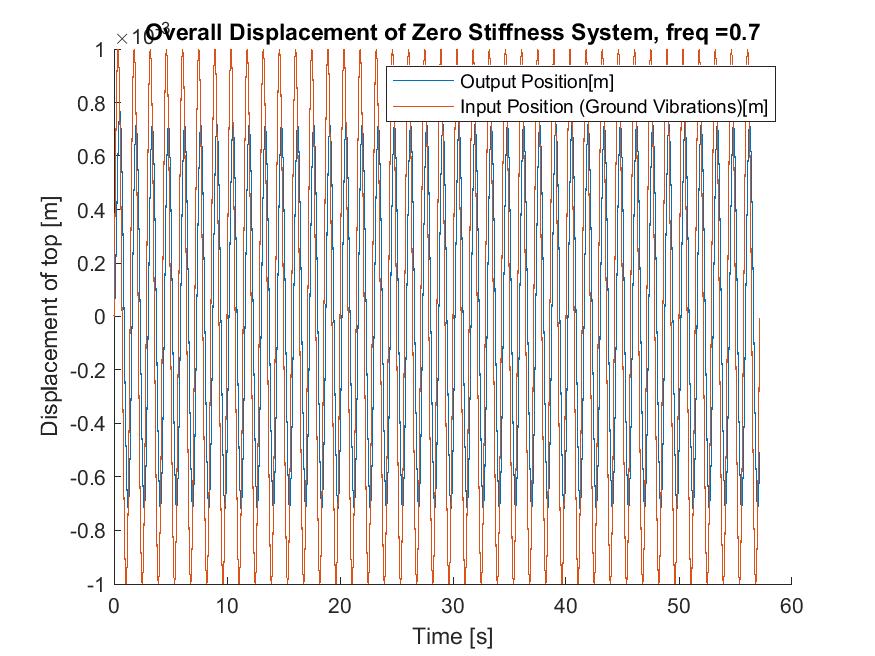 Overall Displacement of Zero Stiffness System, freq =0.7
×10-3
1
0.8
0.6
0.4
0.2
0
-0.2
-0.4
-0.6
-0.8
-1
Displacement of top [m]
Output Position[m]
Input Position (Ground Vibrations)[m]
0 10 20 30 40 50 60
Time [s]